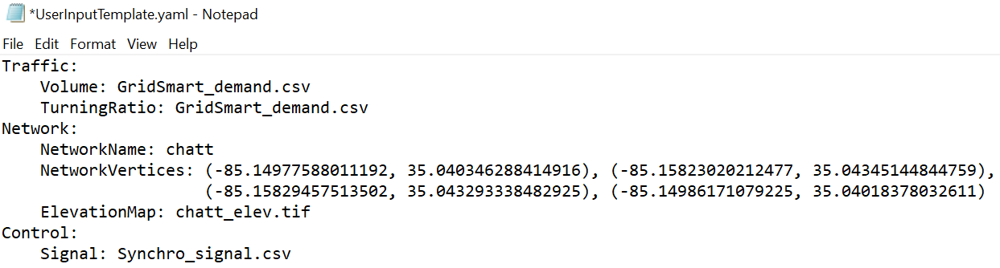 *UserInputTemplate.yaml - Notepad
File Edit Format View Help
Traffic:
    Volume: GridSmart_demand.csv
    TurningRatio: GridSmart_demand.csv
Network:
    NetworkName: chatt
    NetworkVertices: (-85.14977588011192, 35.040346288414916), (-85.15823020212477, 35.04345144844759),
                     (-85.15829457513502, 35.043293338482925), (-85.14986171079225, 35.04018378032611)
    ElevationMap: chatt_elev.tif
Control:
    Signal: Synchro_signal.csv